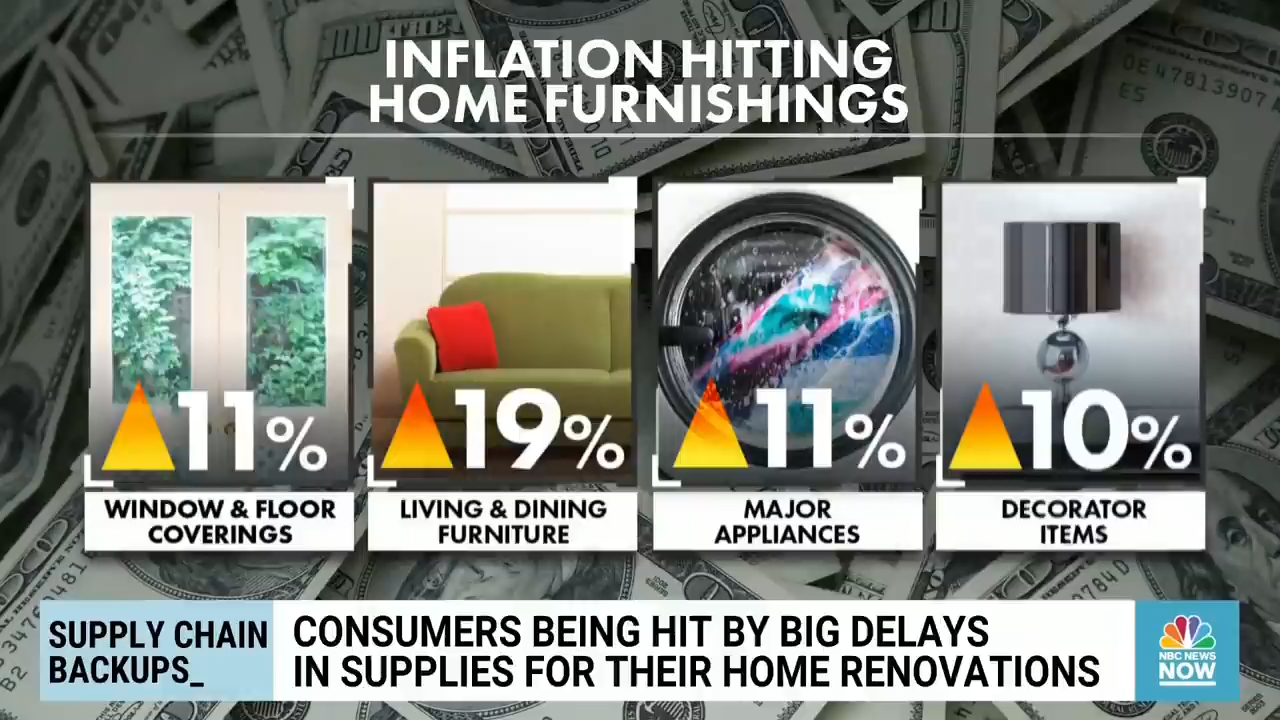 INFLATION HITTING
HOME FURNISHINGS
11%
19%
11%
10%
WINDOW & FLOOR
COVERINGS
LIVING & DINING
FURNITURE
MAJOR
APPLIANCES
DECORATOR
ITEMS
SUPPLY CHAIN
BACKUPS_
CONSUMERS BEING HIT BY BIG DELAYS
IN SUPPLIES FOR THEIR HOME RENOVATIONS
NBC NEWS
NOW